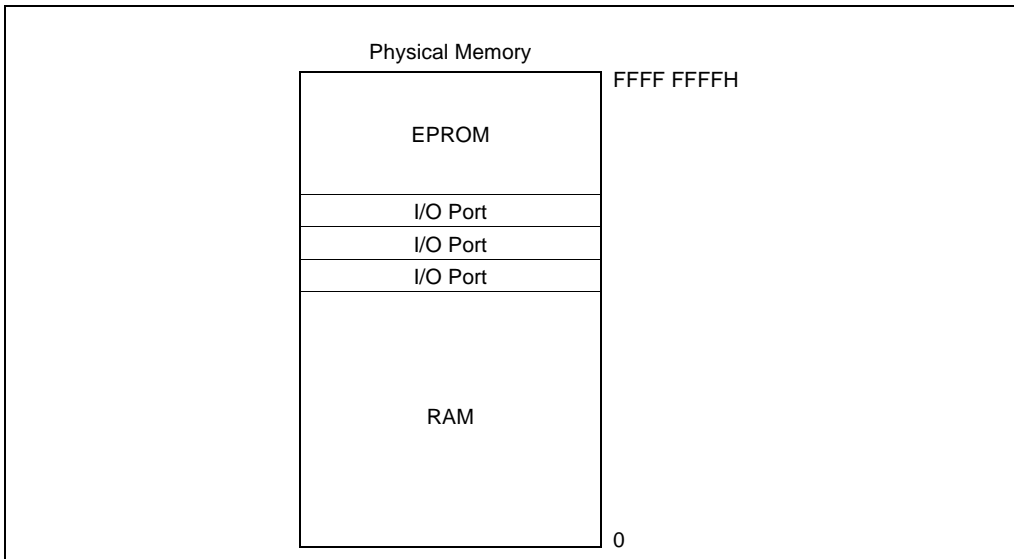 Physical Memory
FFFF FFFFH
EPROM
I/O Port
I/O Port
I/O Port
RAM
0